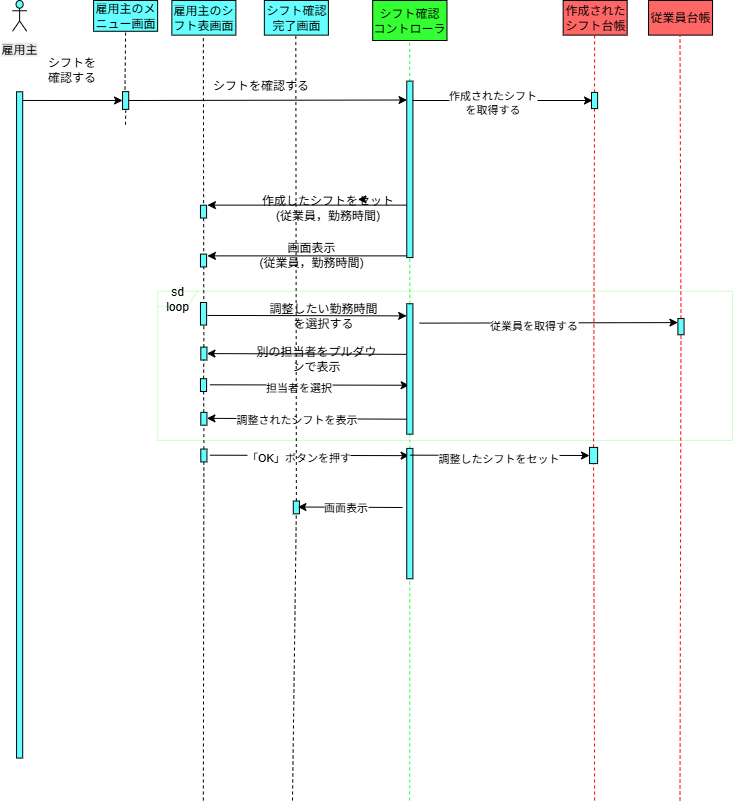 雇用主
雇用主のメ
ニュー画面
雇用主のシ
フト表画面
シフト確認
完了画面
シフト確認
コントローラ
作成された
シフト台帳
従業員台帳
シフトを
確認する
シフトを確認する
作成されたシフト
を取得する
作成したシフトをセット
(従業員，勤務時間)
画面表示
(従業員，勤務時間)
sd
loop
調整したい勤務時間
を選択する
従業員を取得する
別の担当者をプルダウ
ンで表示
担当者を選択
調整されたシフトを表示
「OK」ボタンを押す
調整したシフトをセット
画面表示